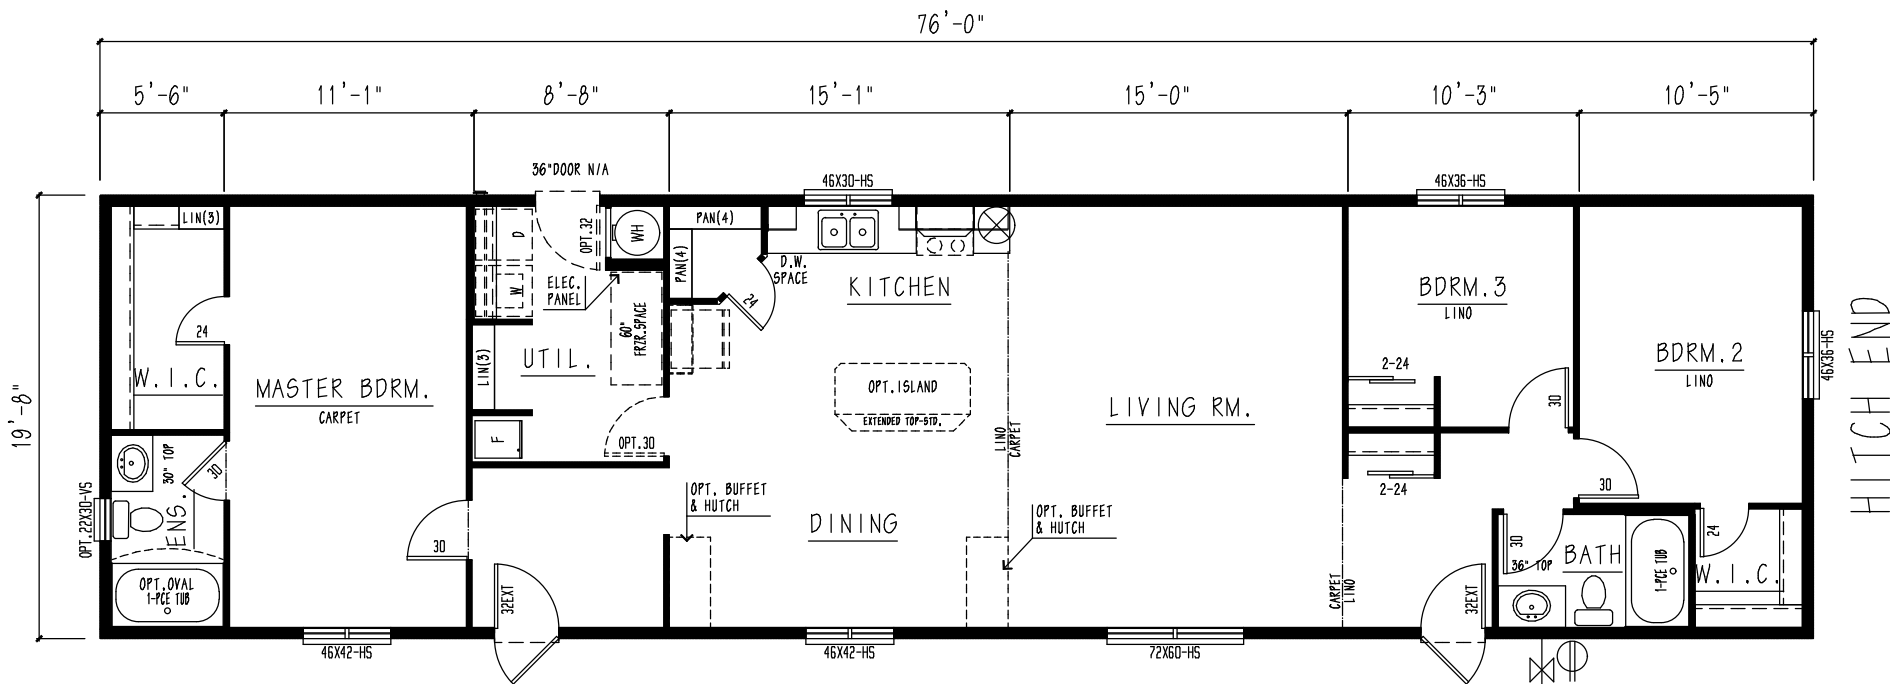 76'-0"
5'-6"
11'-1"
8'-8"
15'-1"
15'-0"
10'-3"
10'-5"
36"DOOR N/A
46X30-HS
46X36-HS
LIN(3)
D
OPT.32
WH
PAN(4)
PAN(4)
D.W.
SPACE
KITCHEN
W
ELEC.
PANEL
60"
FRZR.SPACE
24
BDRM.3
LINO
24
W.I.C.
MASTER BDRM.
CARPET
LIN(3)
UTIL.
OPT.ISLAND
EXTENDED TOP-STD.
LIVING RM.
2-24
30
BDRM.2
LINO
46X36-HS
HITCH END
19'-8"
F
OPT.30
LINO
CARPET
30" TOP
30
ENS.
OPT.22X30-VS
OPT. BUFFET
& HUTCH
DINING
OPT. BUFFET
& HUTCH
2-24
30
30
OPT.OVAL
1-PCE TUB
32EXT
CARPET
LINO
32EXT
30
36" TOP
BATH
1-PCE TUB
24
W.I.C.
46X42-HS
46X42-HS
72X60-HS